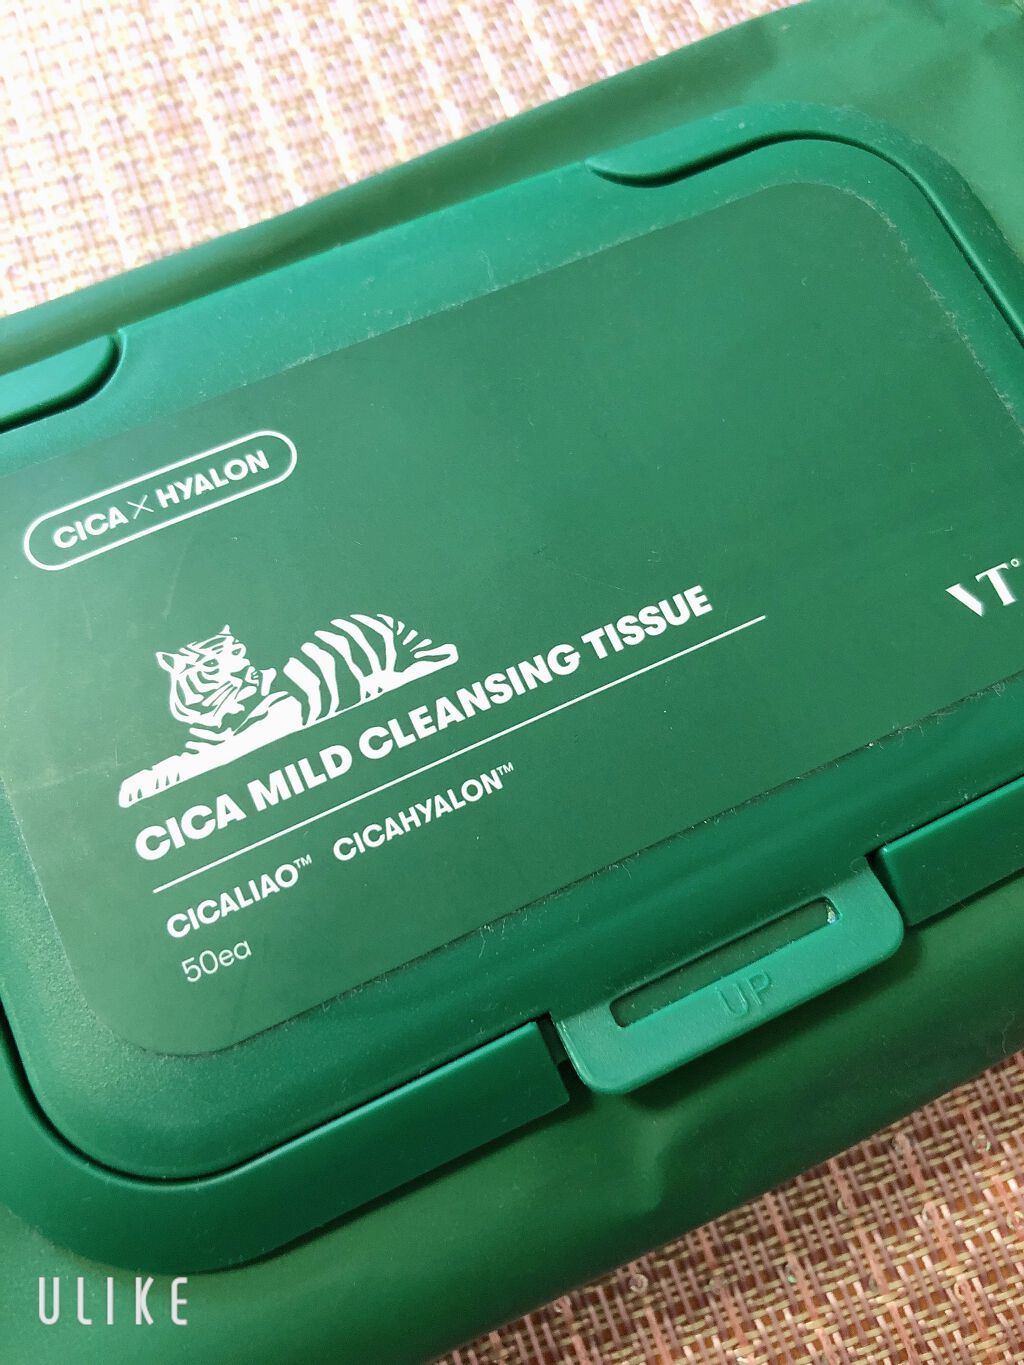 CICA × HYALON
VT
CICA MILD CLEANSING TISSUE
CICALIAO™ CICAHYALON™
50ea
UP
ULIKE